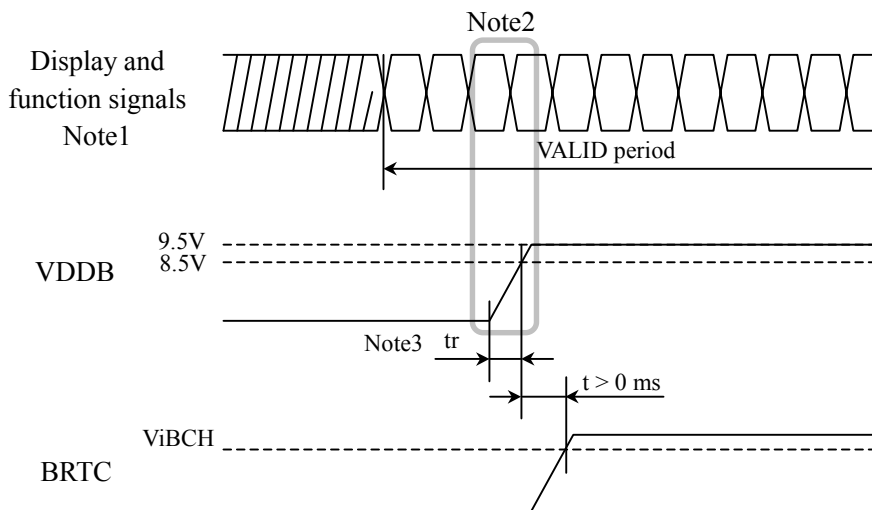 Note2
Display and
function signals
Note1
VALID period
9.5V
8.5V
VDDB
Note3
tr
t > 0 ms
ViBCH
BRTC